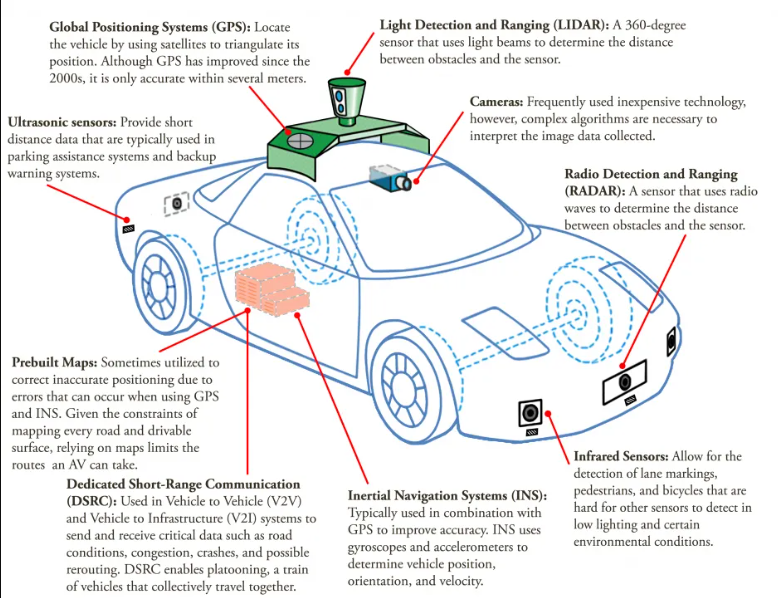 Global Positioning Systems (GPS): Locate
the vehicle by using satellites to triangulate its
position. Although GPS has improved since the
2000s, it is only accurate within several meters.
Light Detection and Ranging (LIDAR): A 360-degree
sensor that uses light beams to determine the distance
between obstacles and the sensor.
Cameras: Frequently used inexpensive technology,
however, complex algorithms are necessary to
interpret the image data collected.
Ultrasonic sensors: Provide short
distance data that are typically used in
parking assistance systems and backup
warning systems.
Radio Detection and Ranging
(RADAR): A sensor that uses radio
waves to determine the distance
between obstacles and the sensor.
Prebuilt Maps: Sometimes utilized to
correct inaccurate positioning due to
errors that can occur when using GPS
and INS. Given the constraints of
mapping every road and drivable
surface, relying on maps limits the
routes an AV can take.
Dedicated Short-Range Communication
(DSRC): Used in Vehicle to Vehicle (V2V)
and Vehicle to Infrastructure (V2I) systems to
send and receive critical data such as road
conditions, congestion, crashes, and possible
rerouting. DSRC enables platooning, a train
of vehicles that collectively travel together.
Inertial Navigation Systems (INS):
Typically used in combination with
GPS to improve accuracy. INS uses
gyroscopes and accelerometers to
determine vehicle position,
orientation, and velocity.
Infrared Sensors: Allow for the
detection of lane markings,
pedestrians, and bicycles that are
hard for other sensors to detect in
low lighting and certain
environmental conditions.